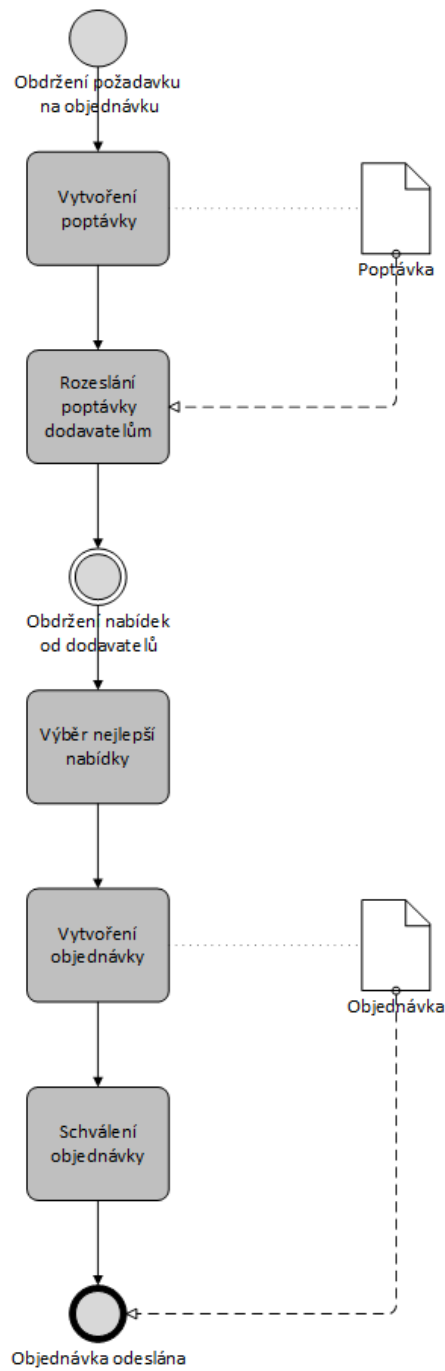 Obdržení požadavku
na objednávku
Vytvoření
poptávky
Poptávka
Rozeslání
poptávky
dodavatelům
Obdržení nabídek
od dodavatelů
Výběr nejlepší
nabídky
Vytvoření
objednávky
Objednávka
Schválení
objednávky
Objednávka odeslána